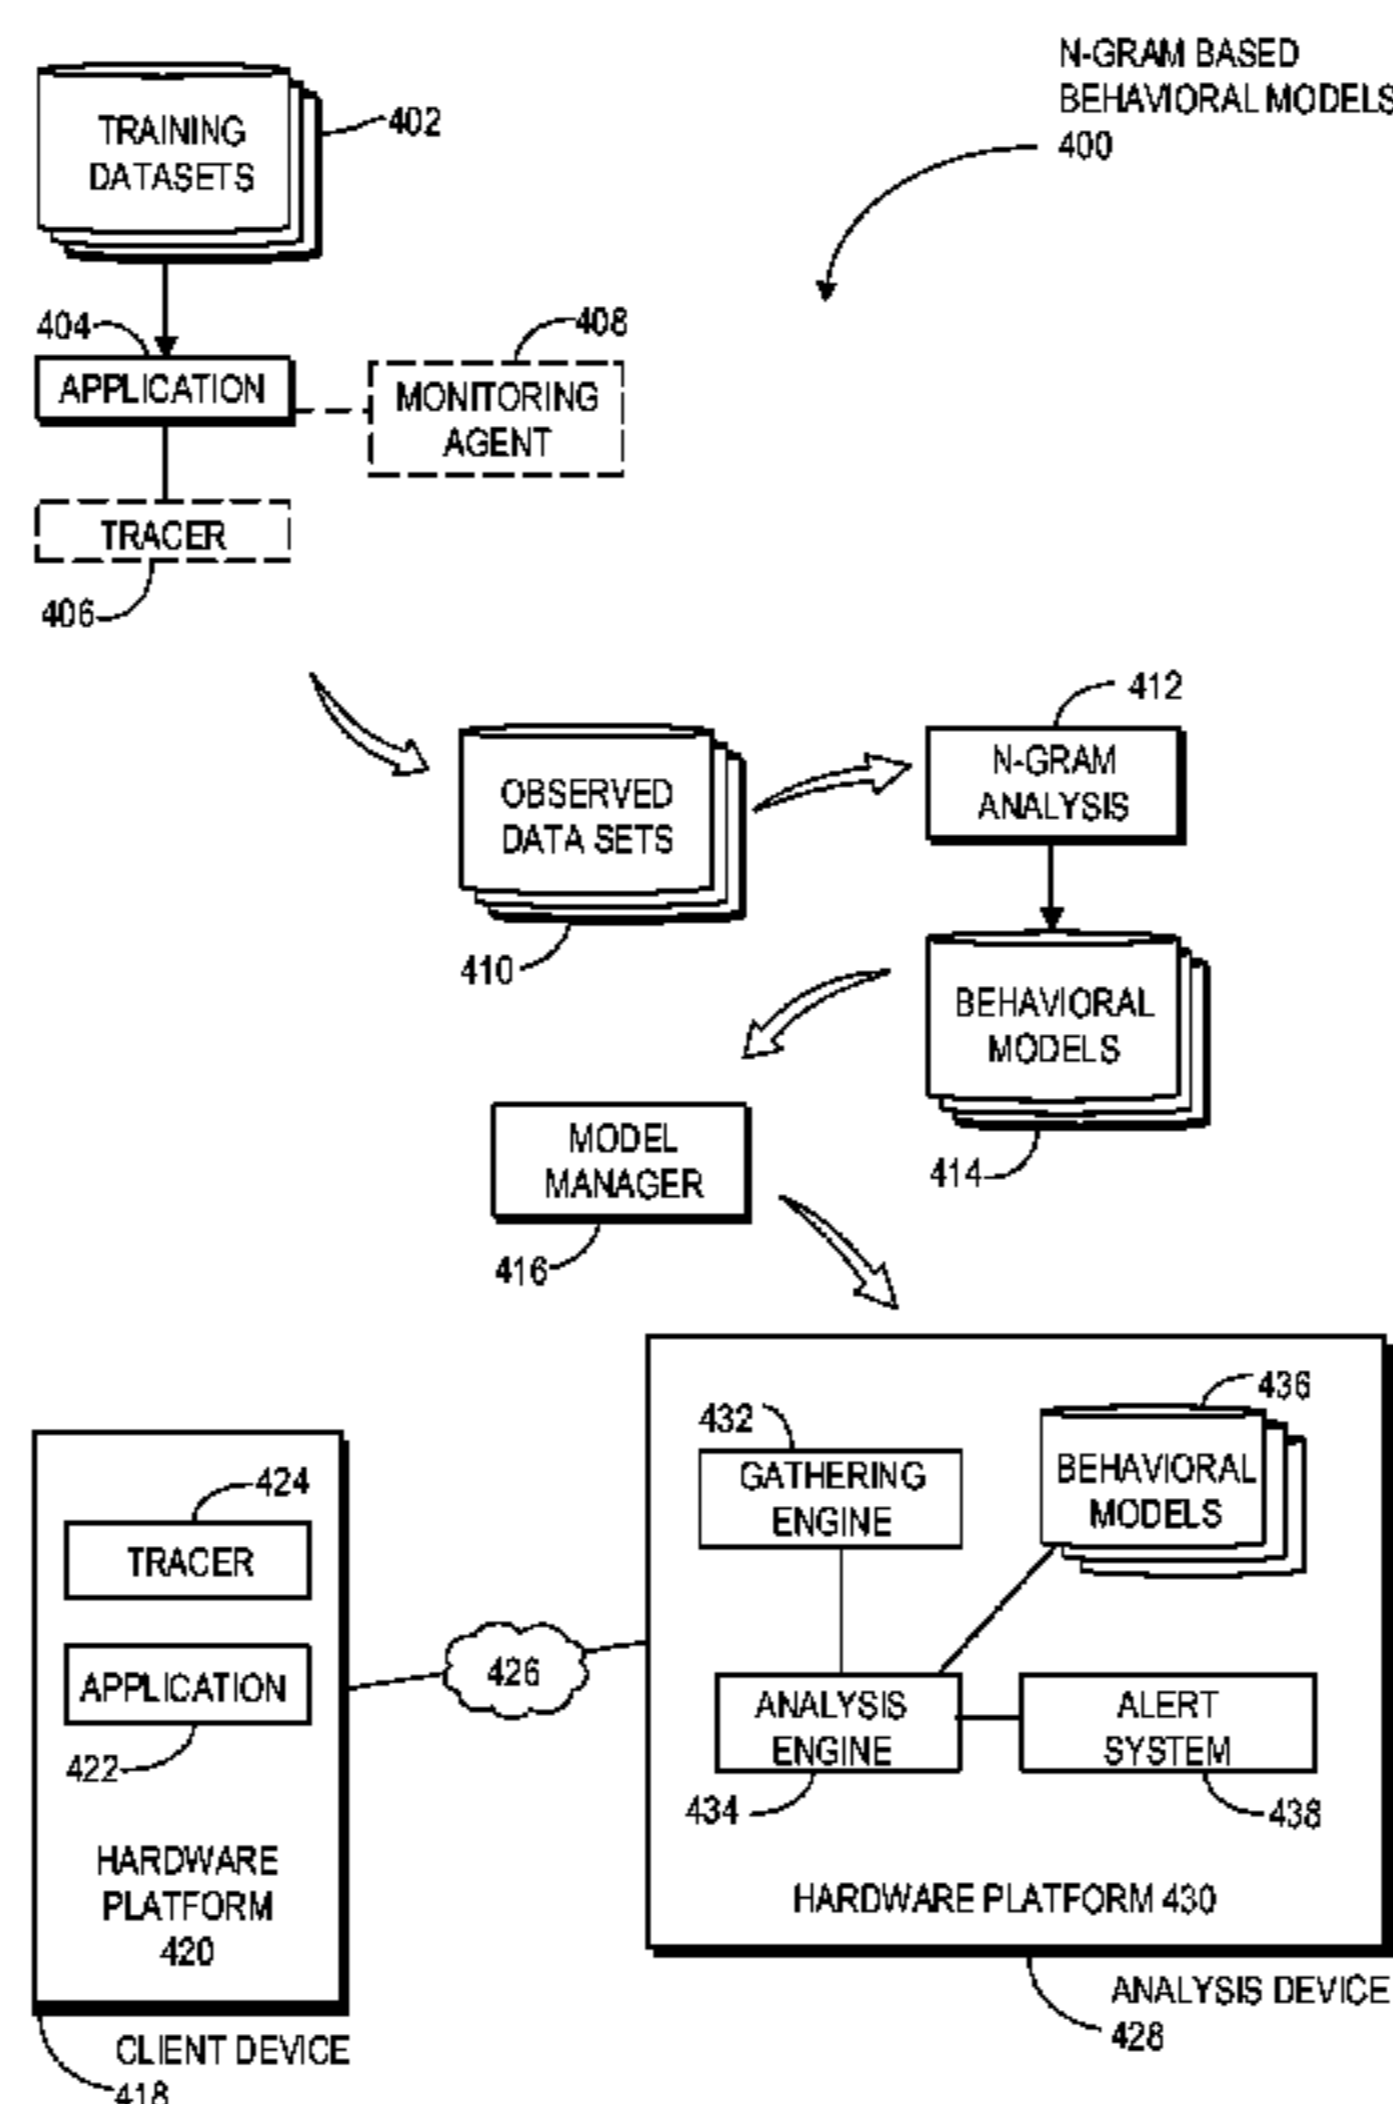 N-GRAM BASED
BEHAVIORAL MODELS
400
TRAINING
DATASETS
402
404
APPLICATION
408
MONITORING
AGENT
TRACER
406
412
OBSERVED
DATA SETS
N-GRAM
ANALYSIS
410
BEHAVIORAL
MODELS
414
MODEL
MANAGER
416
432
GATHERING
ENGINE
436
BEHAVIORAL
MODELS
424
TRACER
APPLICATION
422
426
ANALYSIS
ENGINE
434
ALERT
SYSTEM
438
HARDWARE
PLATFORM
420
HARDWARE PLATFORM 430
CLIENT DEVICE
418
ANALYSIS DEVICE
428